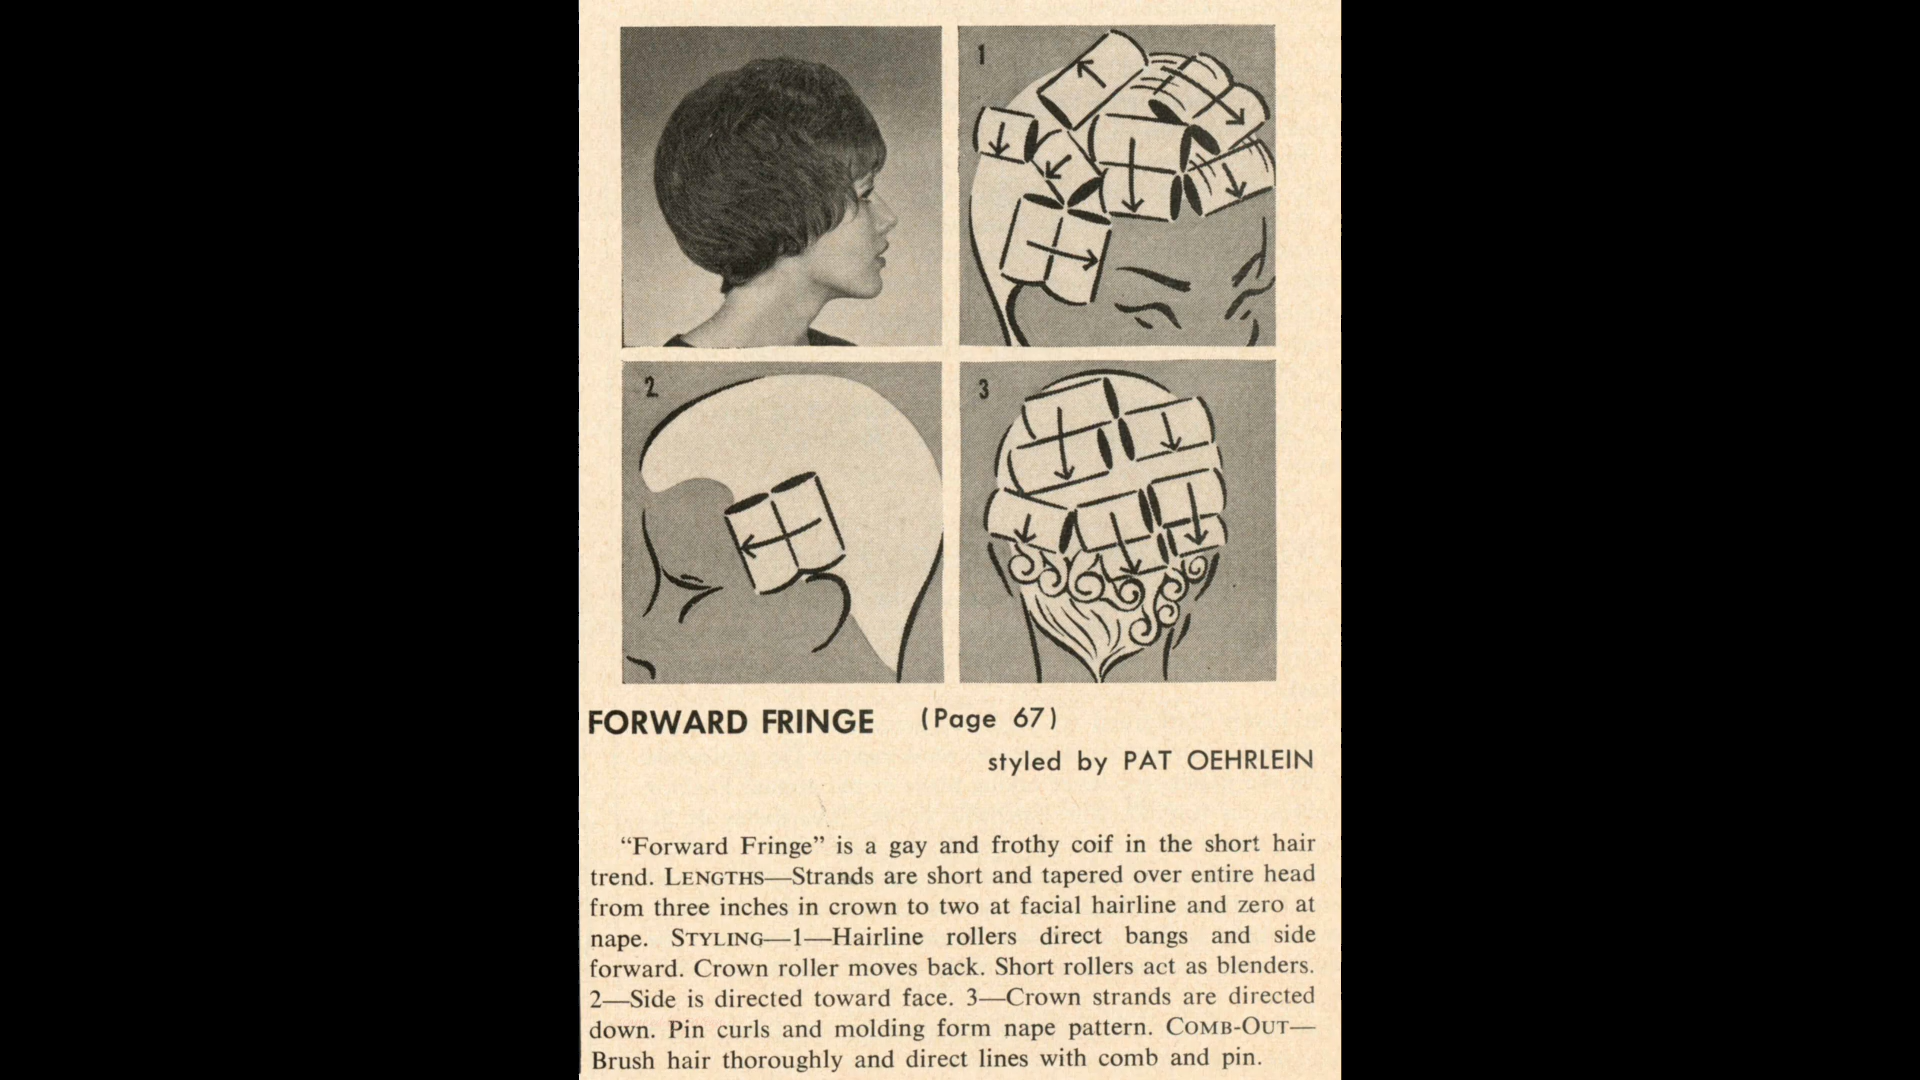 1
2
3
FORWARD FRINGE (Page 67)
styled by PAT OEHRLEIN
“Forward Fringe” is a gay and frothy coif in the short hair
trend. LENGTHS—Strands are short and tapered over entire head
from three inches in crown to two at facial hairline and zero at
nape. STYLING—1—Hairline rollers direct bangs and side
forward. Crown roller moves back. Short rollers act as blenders.
2—Side is directed toward face. 3—Crown strands are directed
down. Pin curls and molding form nape pattern. COMB-OUT—
Brush hair thoroughly and direct lines with comb and pin.